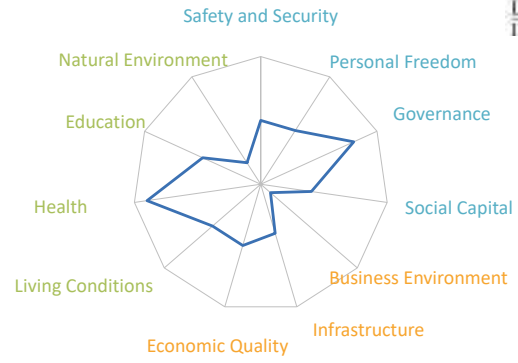 Safety and Security
Natural Environment
Personal Freedom
Education
Governance
Health
Social Capital
Living Conditions
Business Environment
Infrastructure
Economic Quality